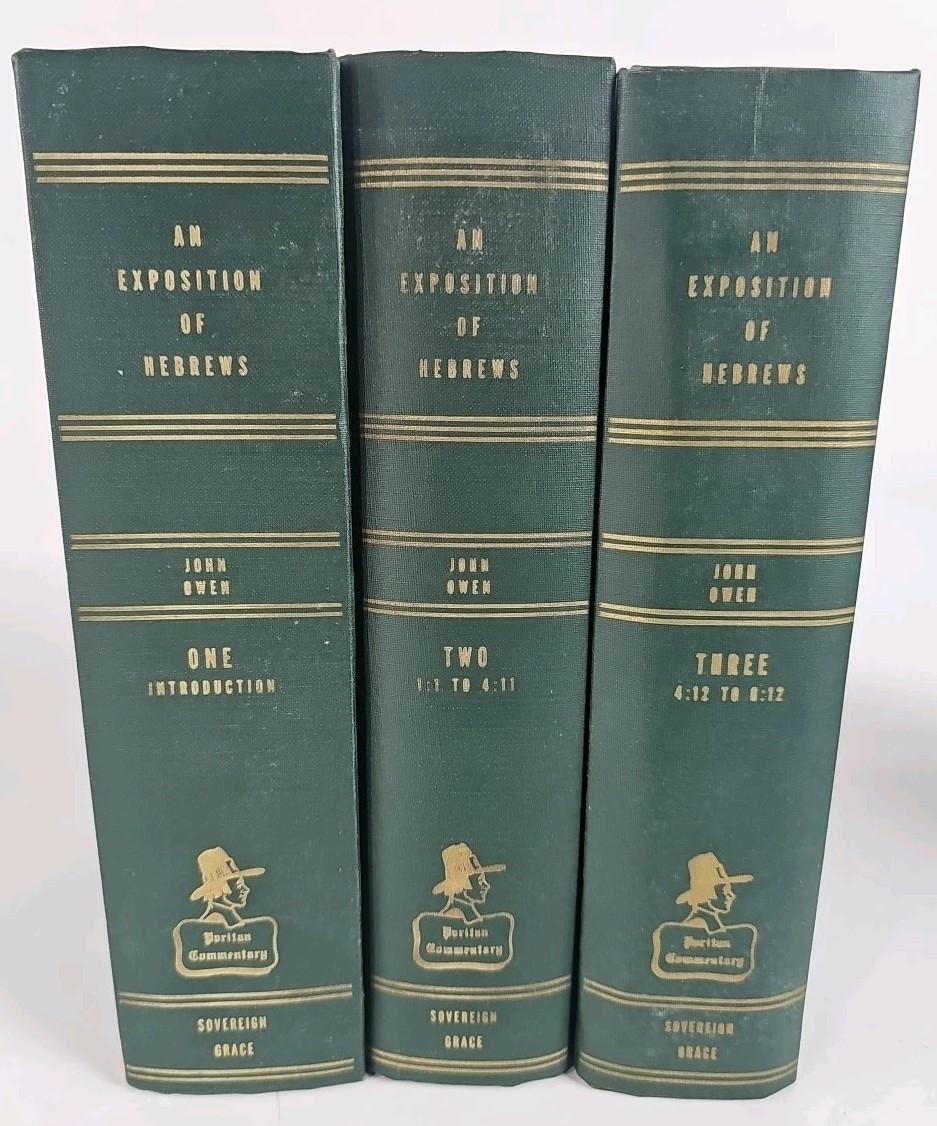 AN
EXPOSITION
OF
HEBREWS
JOHN
OWEN
ONE
INTRODUCTION
Puritan
Commentary
SOVEREIGN
GRACE
AN
EXPOSITION
OF
HEBREWS
JOHN
OWEN
TWO
1:1 TO 4:11
Puritan
Commentary
SOVEREIGN
GRACE
AN
EXPOSITION
OF
HEBREWS
JOHN
OWEN
THREE
4:12 TO 8:12
Puritan
Commentary
SOVEREIGN
GRACE